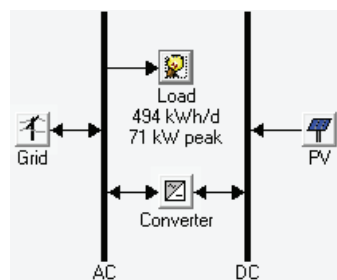 Load
494 kWh/d
71 kW peak
Grid
PV
Converter
AC
DC